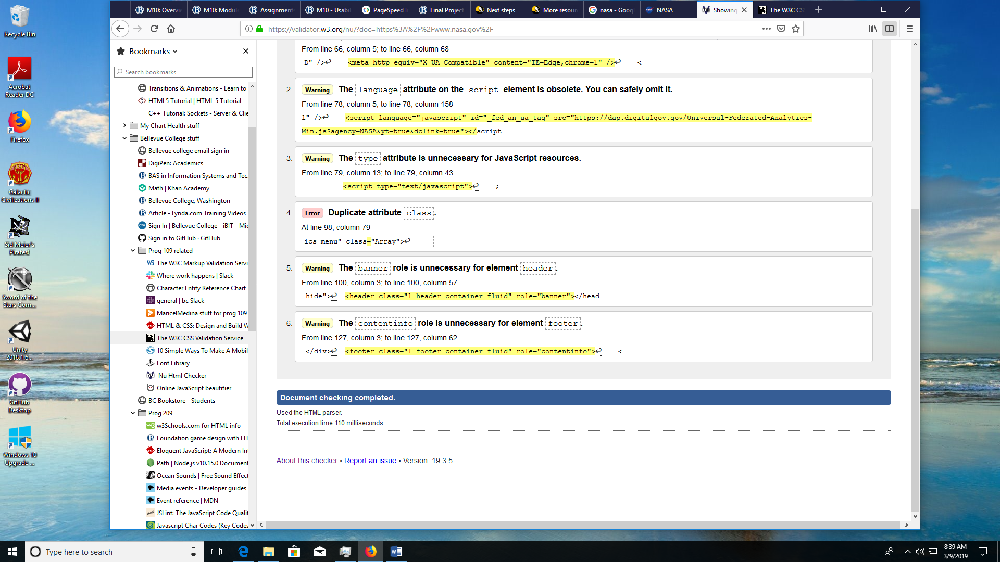 M10: Overvi
M10: Modul
Assignment
M10 - Usabil
PageSpeed I
Final Project
Next steps
More resour
nasa - Googl
NASA
Showing
The W3C CS
https://validator.w3.org/nu/?doc=https%3A%2F%2Fwww.nasa.gov%2F
Recycle Bin
Acrobat
Reader DC
Firefox
Galactic
Civilizations II
Sid Meier's
Pirates!
Sword of the
Stars Com...
Unity
2018.1.6...
GitHub
Desktop
Windows 10
Upgrade ...
Bookmarks
Search bookmarks
Transitions & Animations - Learn to
HTML5 Tutorial | HTML 5 Tutorial
C++ Tutorial: Sockets - Server & Clie
My Chart Health stuff
Bellevue College stuff
Bellevue college email sign in
DigiPen: Academics
BAS in Information Systems and Tec
Math | Khan Academy
Bellevue College, Washington
Article - Lynda.com Training Videos
Sign In | Bellevue College - iBIT - Mic
Sign in to GitHub · GitHub
Prog 109 related
The W3C Markup Validation Servi
Where work happens | Slack
Character Entity Reference Chart
general | bc Slack
MaricelMedina stuff for prog 109
HTML & CSS: Design and Build W
The W3C CSS Validation Service
10 Simple Ways To Make A Mobil
Font Library
Nu Html Checker
Online JavaScript beautifier
BC Bookstore - Students
Prog 209
w3Schools.com for HTML info
Foundation game design with HT
Eloquent JavaScript: A Modern Int
Path | Node.js v10.15.0 Document
Ocean Sounds | Free Sound Effect
Media events - Developer guides
Event reference | MDN
JSLint: The JavaScript Code Qualit
Javascript Char Codes (Key Codes
From line 66, column 5; to line 66, column 68
D" />↩    <meta http-equiv="X-UA-Compatible" content="IE=Edge,chrome=1" />↩    <
2. Warning The language attribute on the script element is obsolete. You can safely omit it.
From line 78, column 5; to line 78, column 158
l" />↩    <script language="javascript" id="_fed_an_ua_tag" src="https://dap.digitalgov.gov/Universal-Federated-Analytics-
Min.js?agency=NASA&yt=true&dclink=true"></script
3. Warning The type attribute is unnecessary for JavaScript resources.
From line 79, column 13; to line 79, column 43
<script type="text/javascript">↩    ;
4. Error Duplicate attribute class.
At line 98, column 79
ics-menu" class="Array">↩
5. Warning The banner role is unnecessary for element header.
From line 100, column 3; to line 100, column 57
-hide">↩  <header class="l-header container-fluid" role="banner"></head
6. Warning The contentinfo role is unnecessary for element footer.
From line 127, column 3; to line 127, column 62
</div>↩  <footer class="l-footer container-fluid" role="contentinfo">↩    <
Document checking completed.
Used the HTML parser.
Total execution time 110 milliseconds.
About this checker • Report an issue • Version: 19.3.5
Type here to search
8:39 AM
3/9/2019